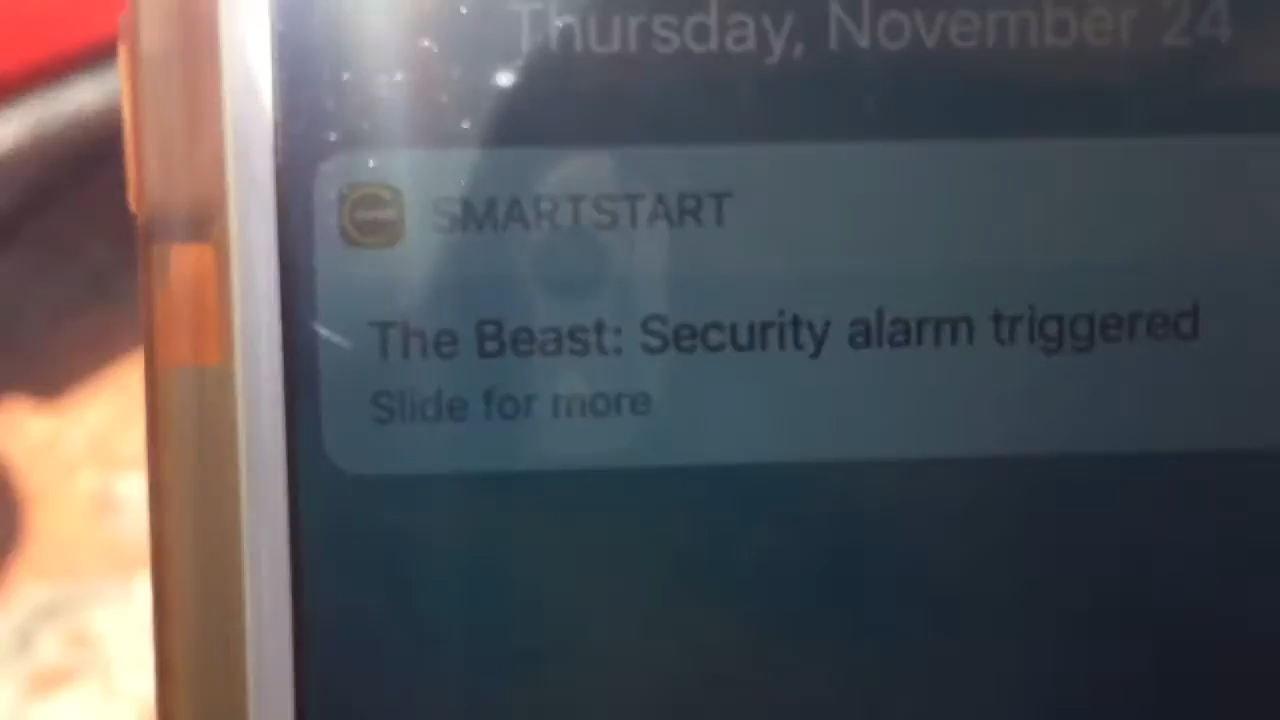 Thursday, November 24
SMARTSTART
The Beast: Security alarm triggered
Slide for more